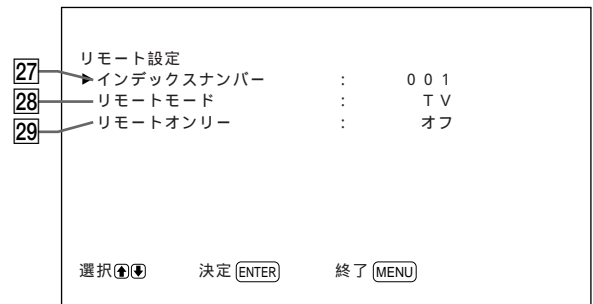 リモート設定
27 ▶インデックスナンバー : 001
28 リモートモード : TV
29 リモートオンリー : オフ
選択⬆⬇ 決定 ENTER 終了 MENU